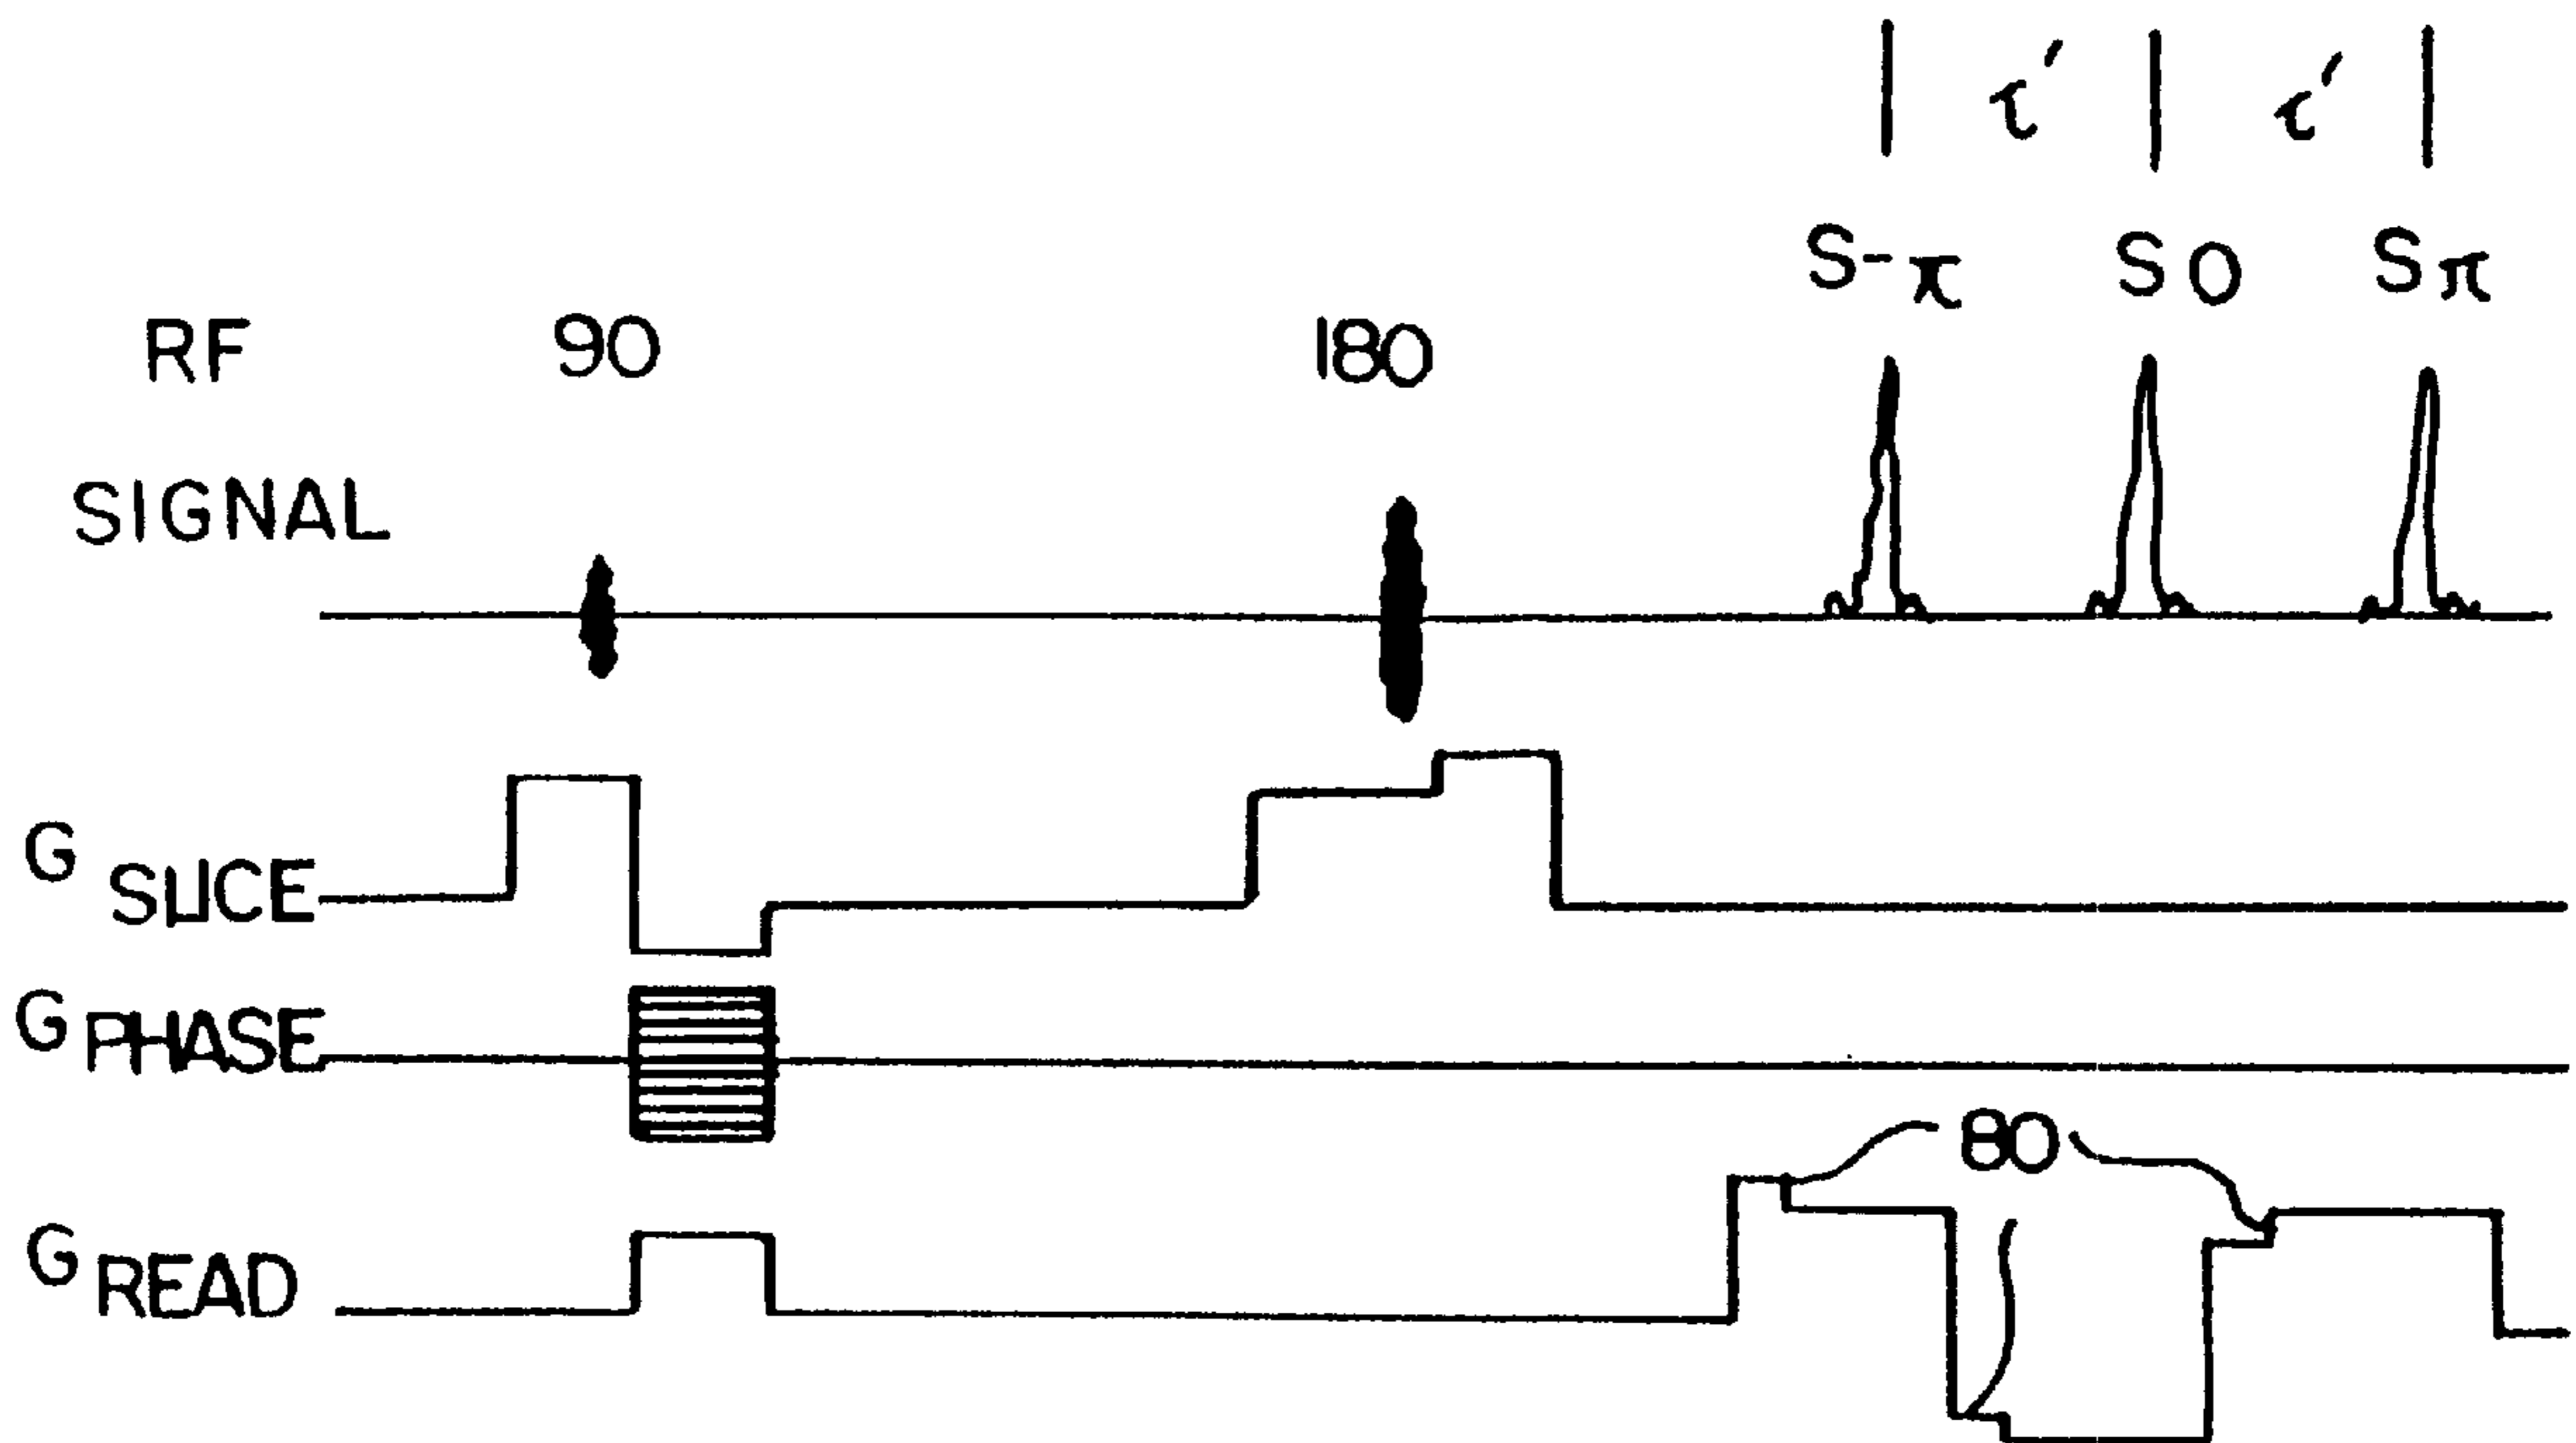 τ′ τ′
S-π S0 Sπ
RF 90 180
SIGNAL
G SLICE
G PHASE
80
G READ